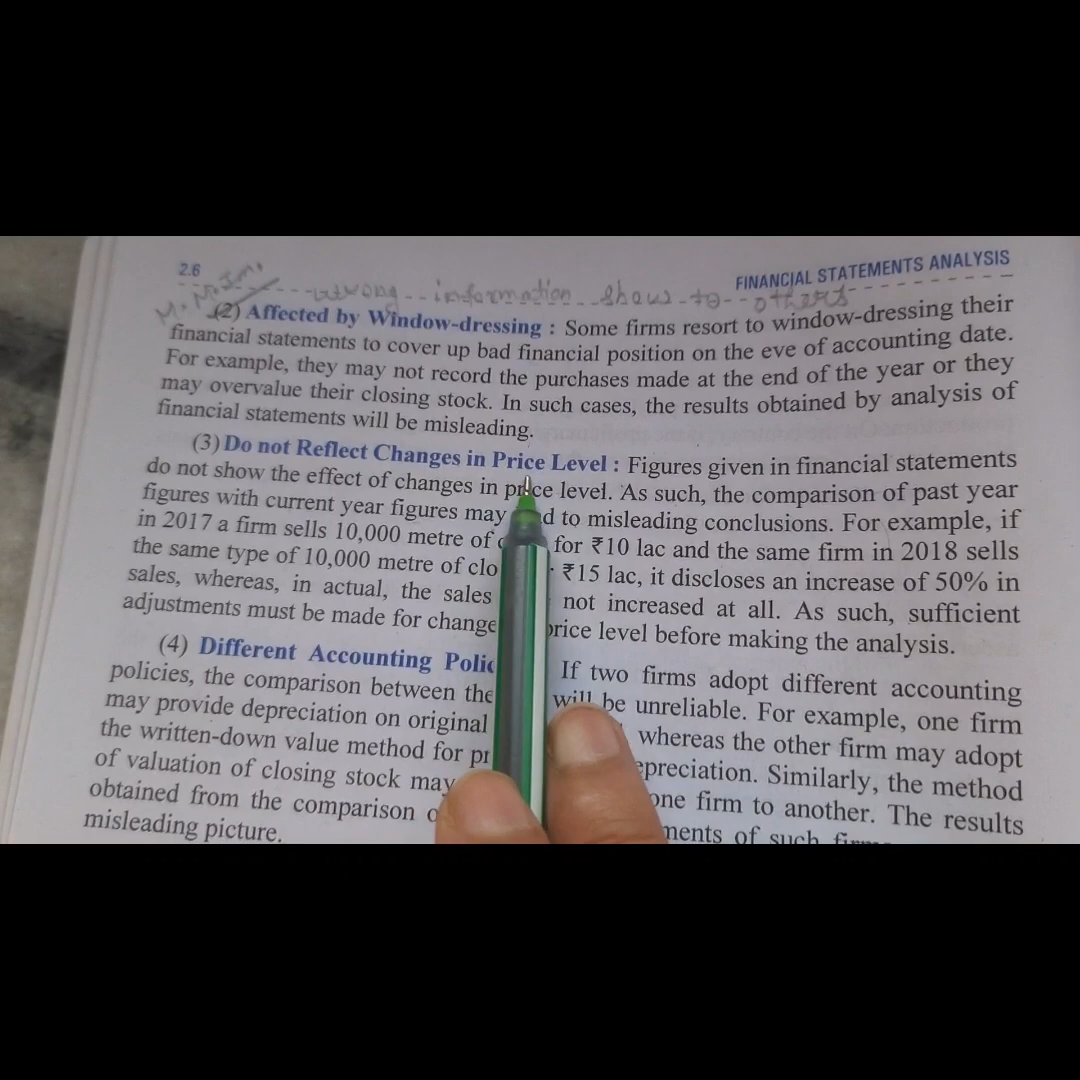 2.6
FINANCIAL STATEMENTS ANALYSIS
M. M. Im.
wrong information show to others
(2) Affected by Window-dressing : Some firms resort to window-dressing their
financial statements to cover up bad financial position on the eve of accounting date.
For example, they may not record the purchases made at the end of the year or they
may overvalue their closing stock. In such cases, the results obtained by analysis of
financial statements will be misleading.
(3) Do not Reflect Changes in Price Level : Figures given in financial statements
do not show the effect of changes in price level. As such, the comparison of past year
figures with current year figures may d to misleading conclusions. For example, if
in 2017 a firm sells 10,000 metre of for ₹10 lac and the same firm in 2018 sells
the same type of 10,000 metre of clo ₹15 lac, it discloses an increase of 50% in
sales, whereas, in actual, the sales not increased at all. As such, sufficient
adjustments must be made for change price level before making the analysis.
(4) Different Accounting Polic If two firms adopt different accounting
policies, the comparison between the will be unreliable. For example, one firm
may provide depreciation on original whereas the other firm may adopt
the written-down value method for pr epreciation. Similarly, the method
of valuation of closing stock may one firm to another. The results
obtained from the comparison ments of such
misleading picture.